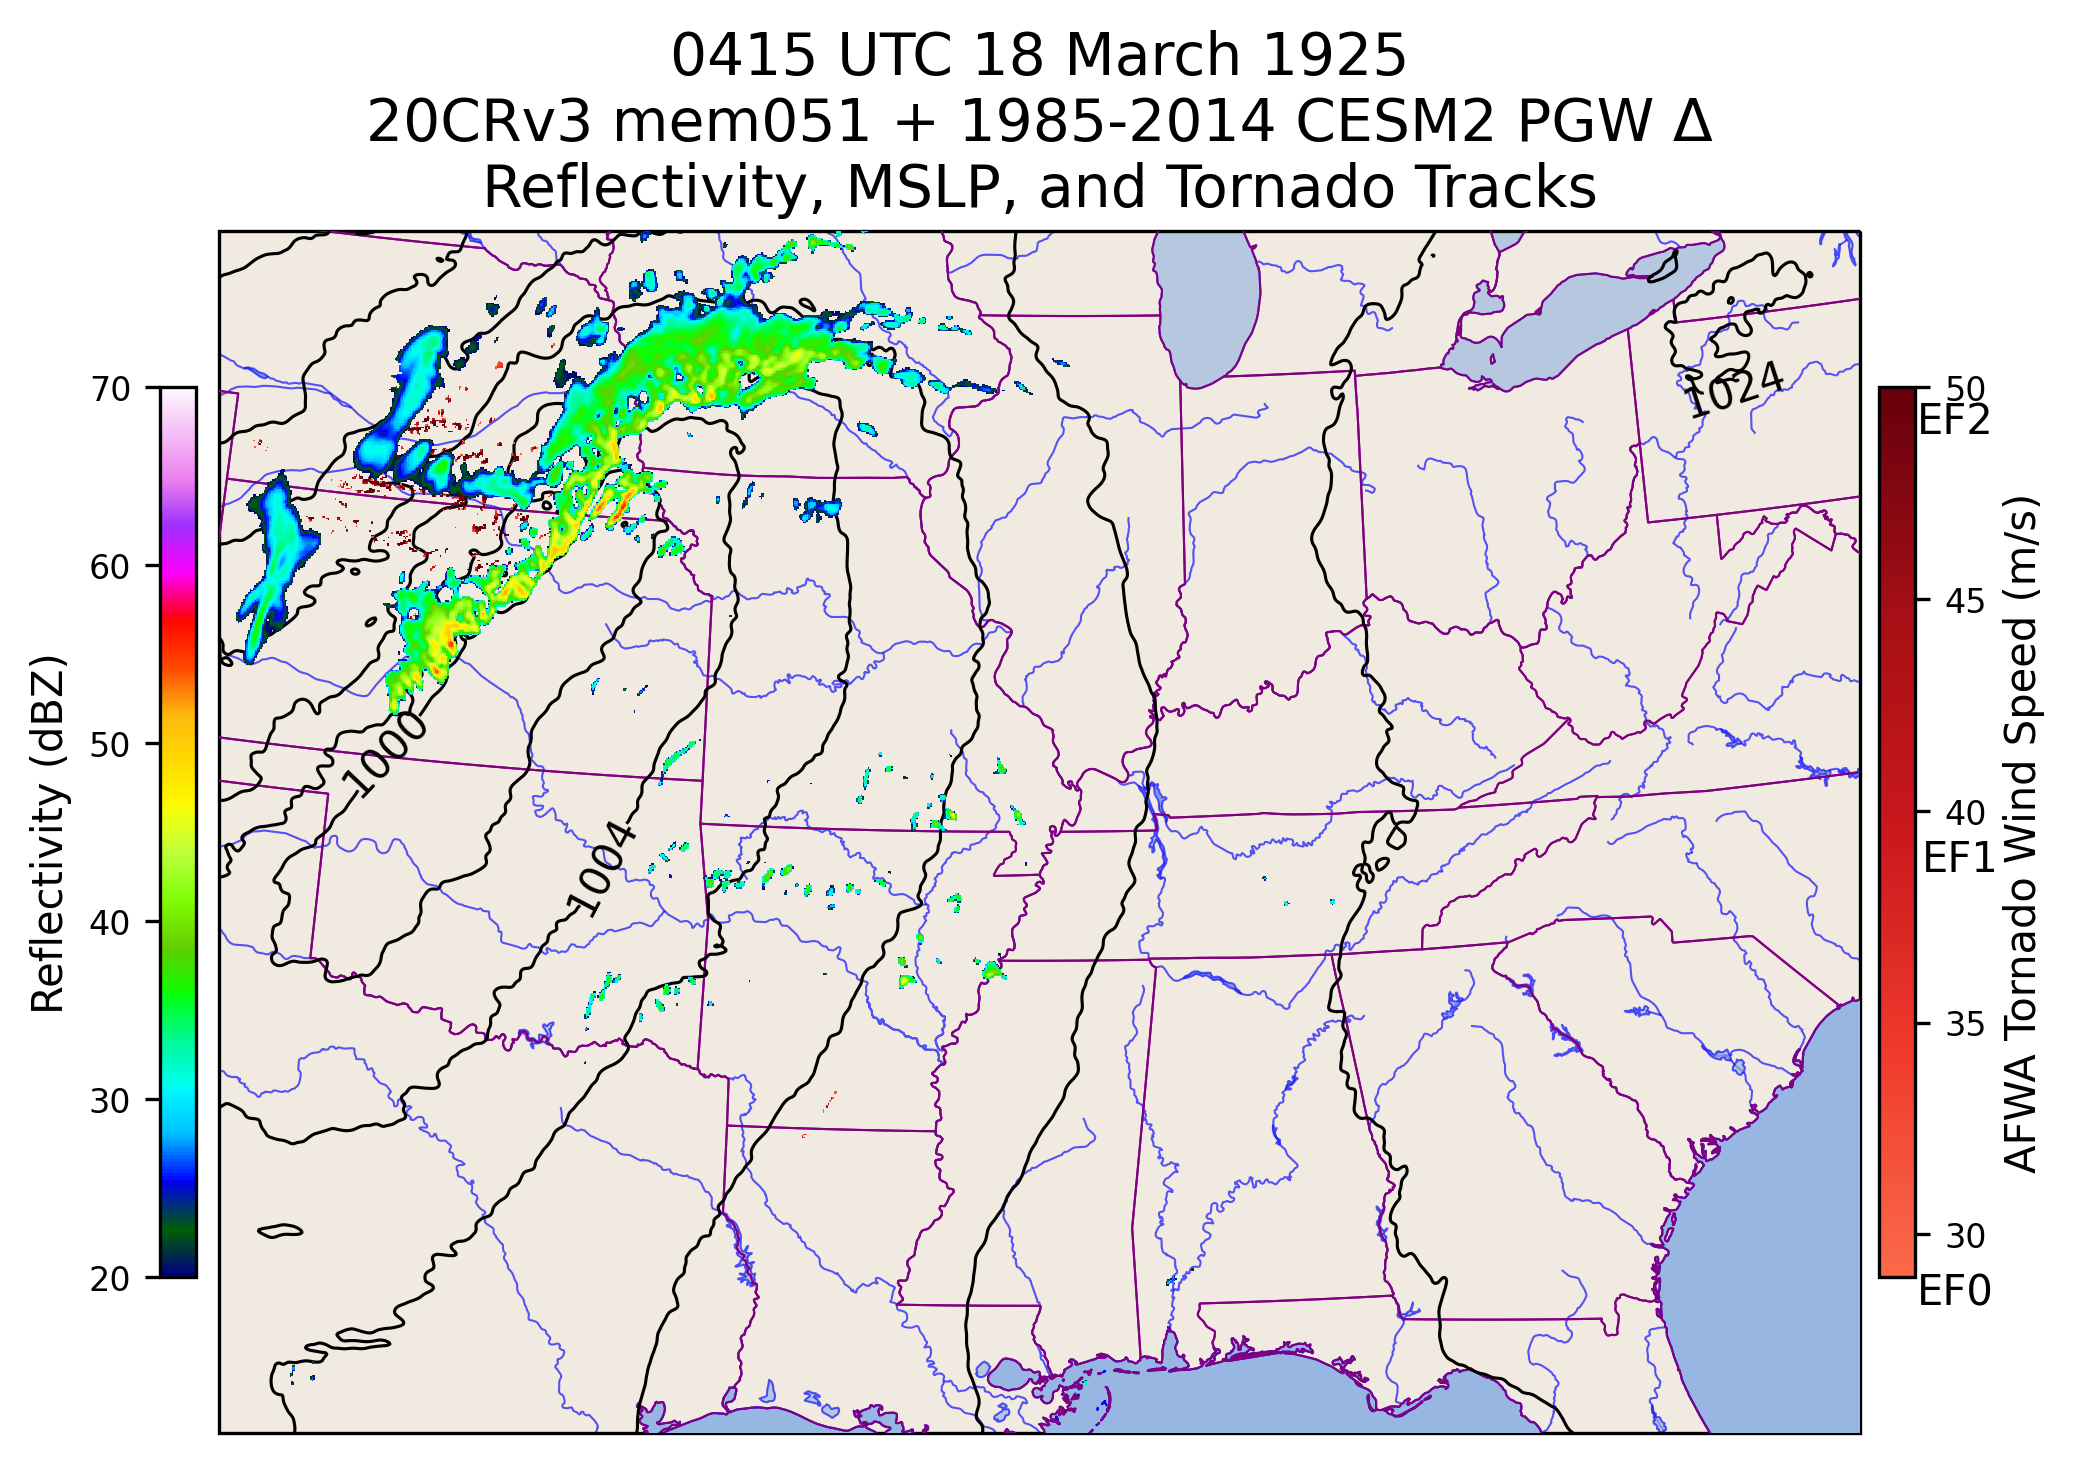 0415 UTC 18 March 1925
20CRv3 mem051 + 1985-2014 CESM2 PGW Δ
Reflectivity, MSLP, and Tornado Tracks
Reflectivity (dBZ)
70
60
50
40
30
20
1024
1000
1004
50
EF2
45
40
EF1
35
30
EF0
AFWA Tornado Wind Speed (m/s)